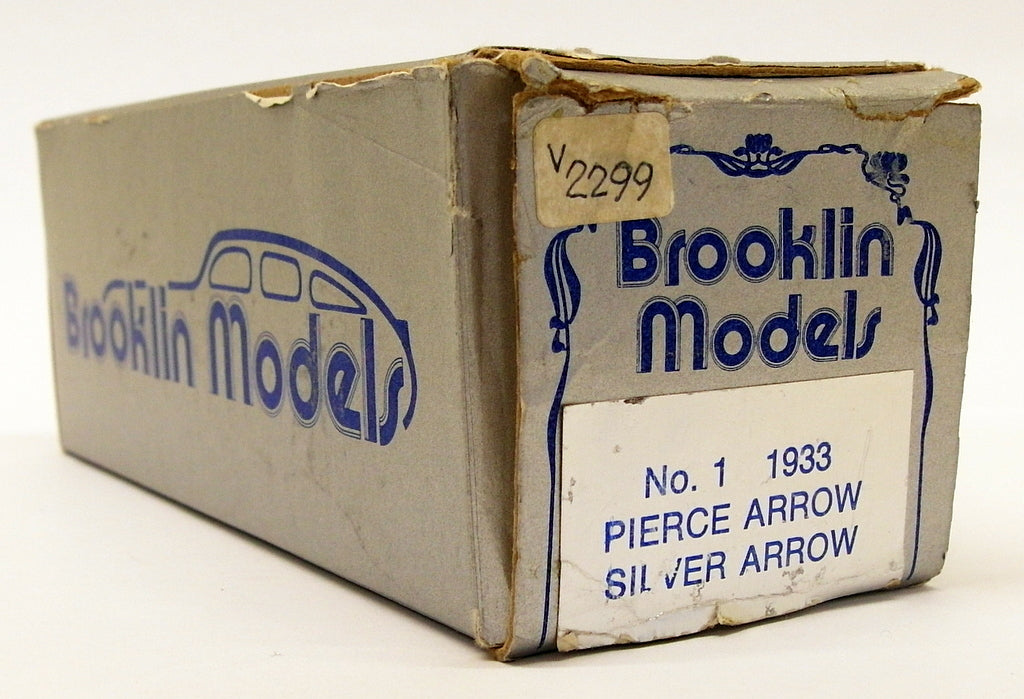 Brooklin Models
V2299
Brooklin
Models
No. 1 1933
PIERCE ARROW
SILVER ARROW